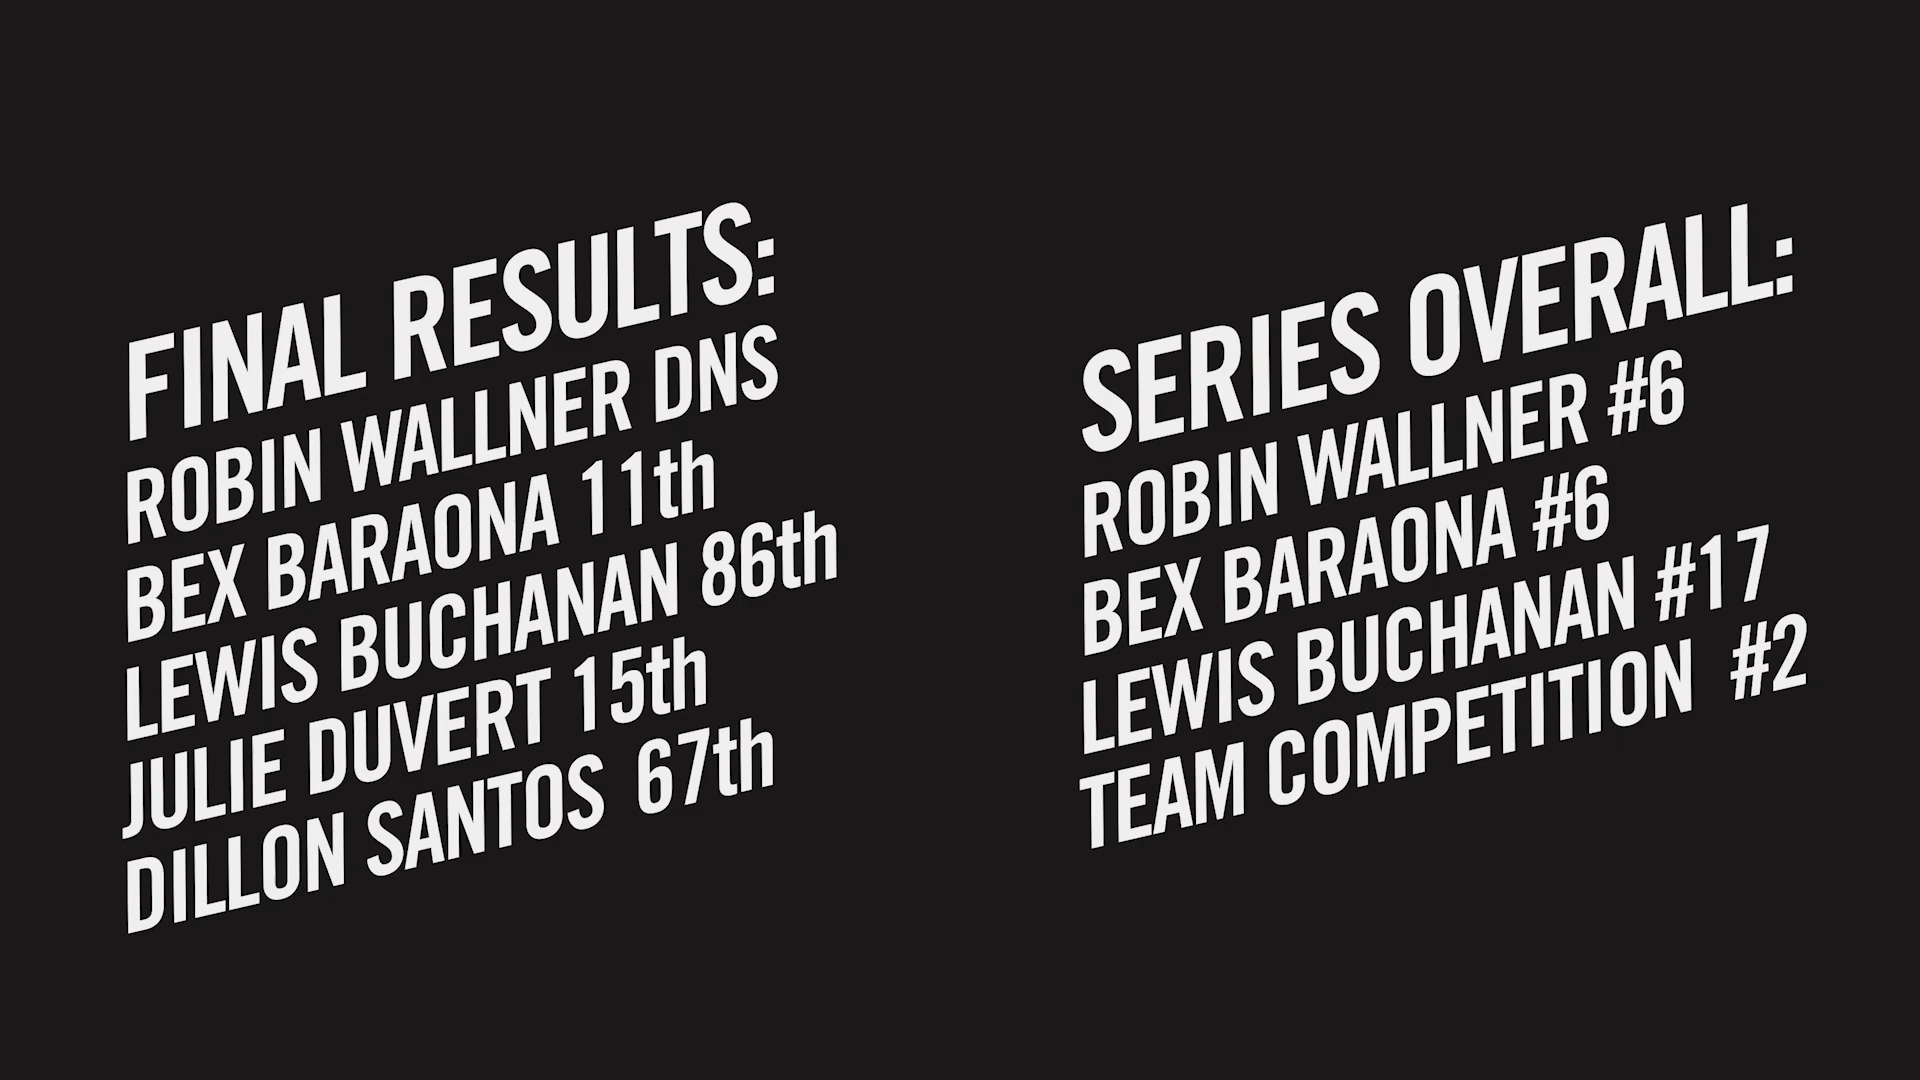 FINAL RESULTS:
ROBIN WALLNER DNS
BEX BARAONA 11th
LEWIS BUCHANAN 86th
JULIE DUVERT 15th
DILLON SANTOS 67th
SERIES OVERALL:
ROBIN WALLNER #6
BEX BARAONA #6
LEWIS BUCHANAN #17
TEAM COMPETITION #2